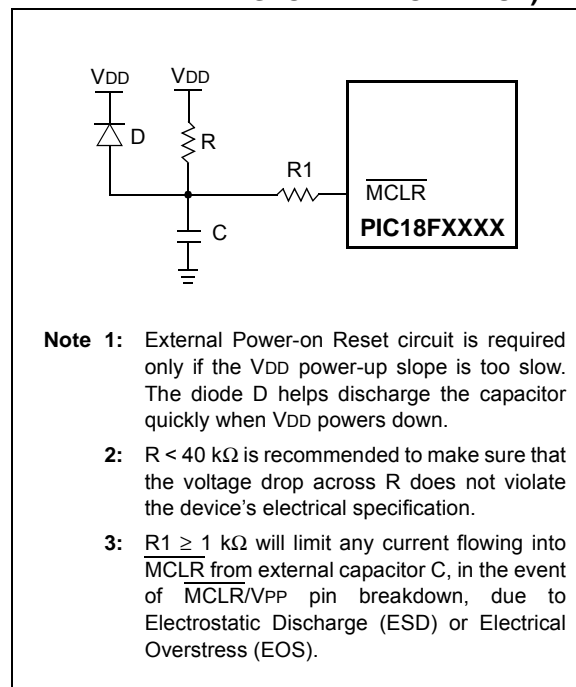 VDD VDD
D
R
R1
MCLR
PIC18FXXXX
C
Note 1: External Power-on Reset circuit is required
only if the VDD power-up slope is too slow.
The diode D helps discharge the capacitor
quickly when VDD powers down.
2: R < 40 kΩ is recommended to make sure that
the voltage drop across R does not violate
the device's electrical specification.
3: R1 ≥ 1 kΩ will limit any current flowing into
MCLR from external capacitor C, in the event
of MCLR/VPP pin breakdown, due to
Electrostatic Discharge (ESD) or Electrical
Overstress (EOS).